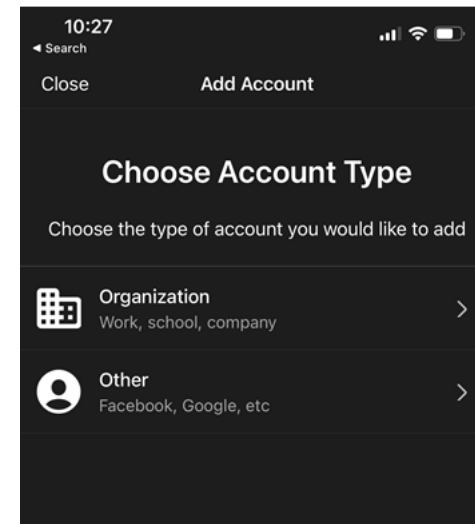 10:27
◄ Search
Close Add Account
Choose Account Type
Choose the type of account you would like to add
Organization
Work, school, company
Other
Facebook, Google, etc